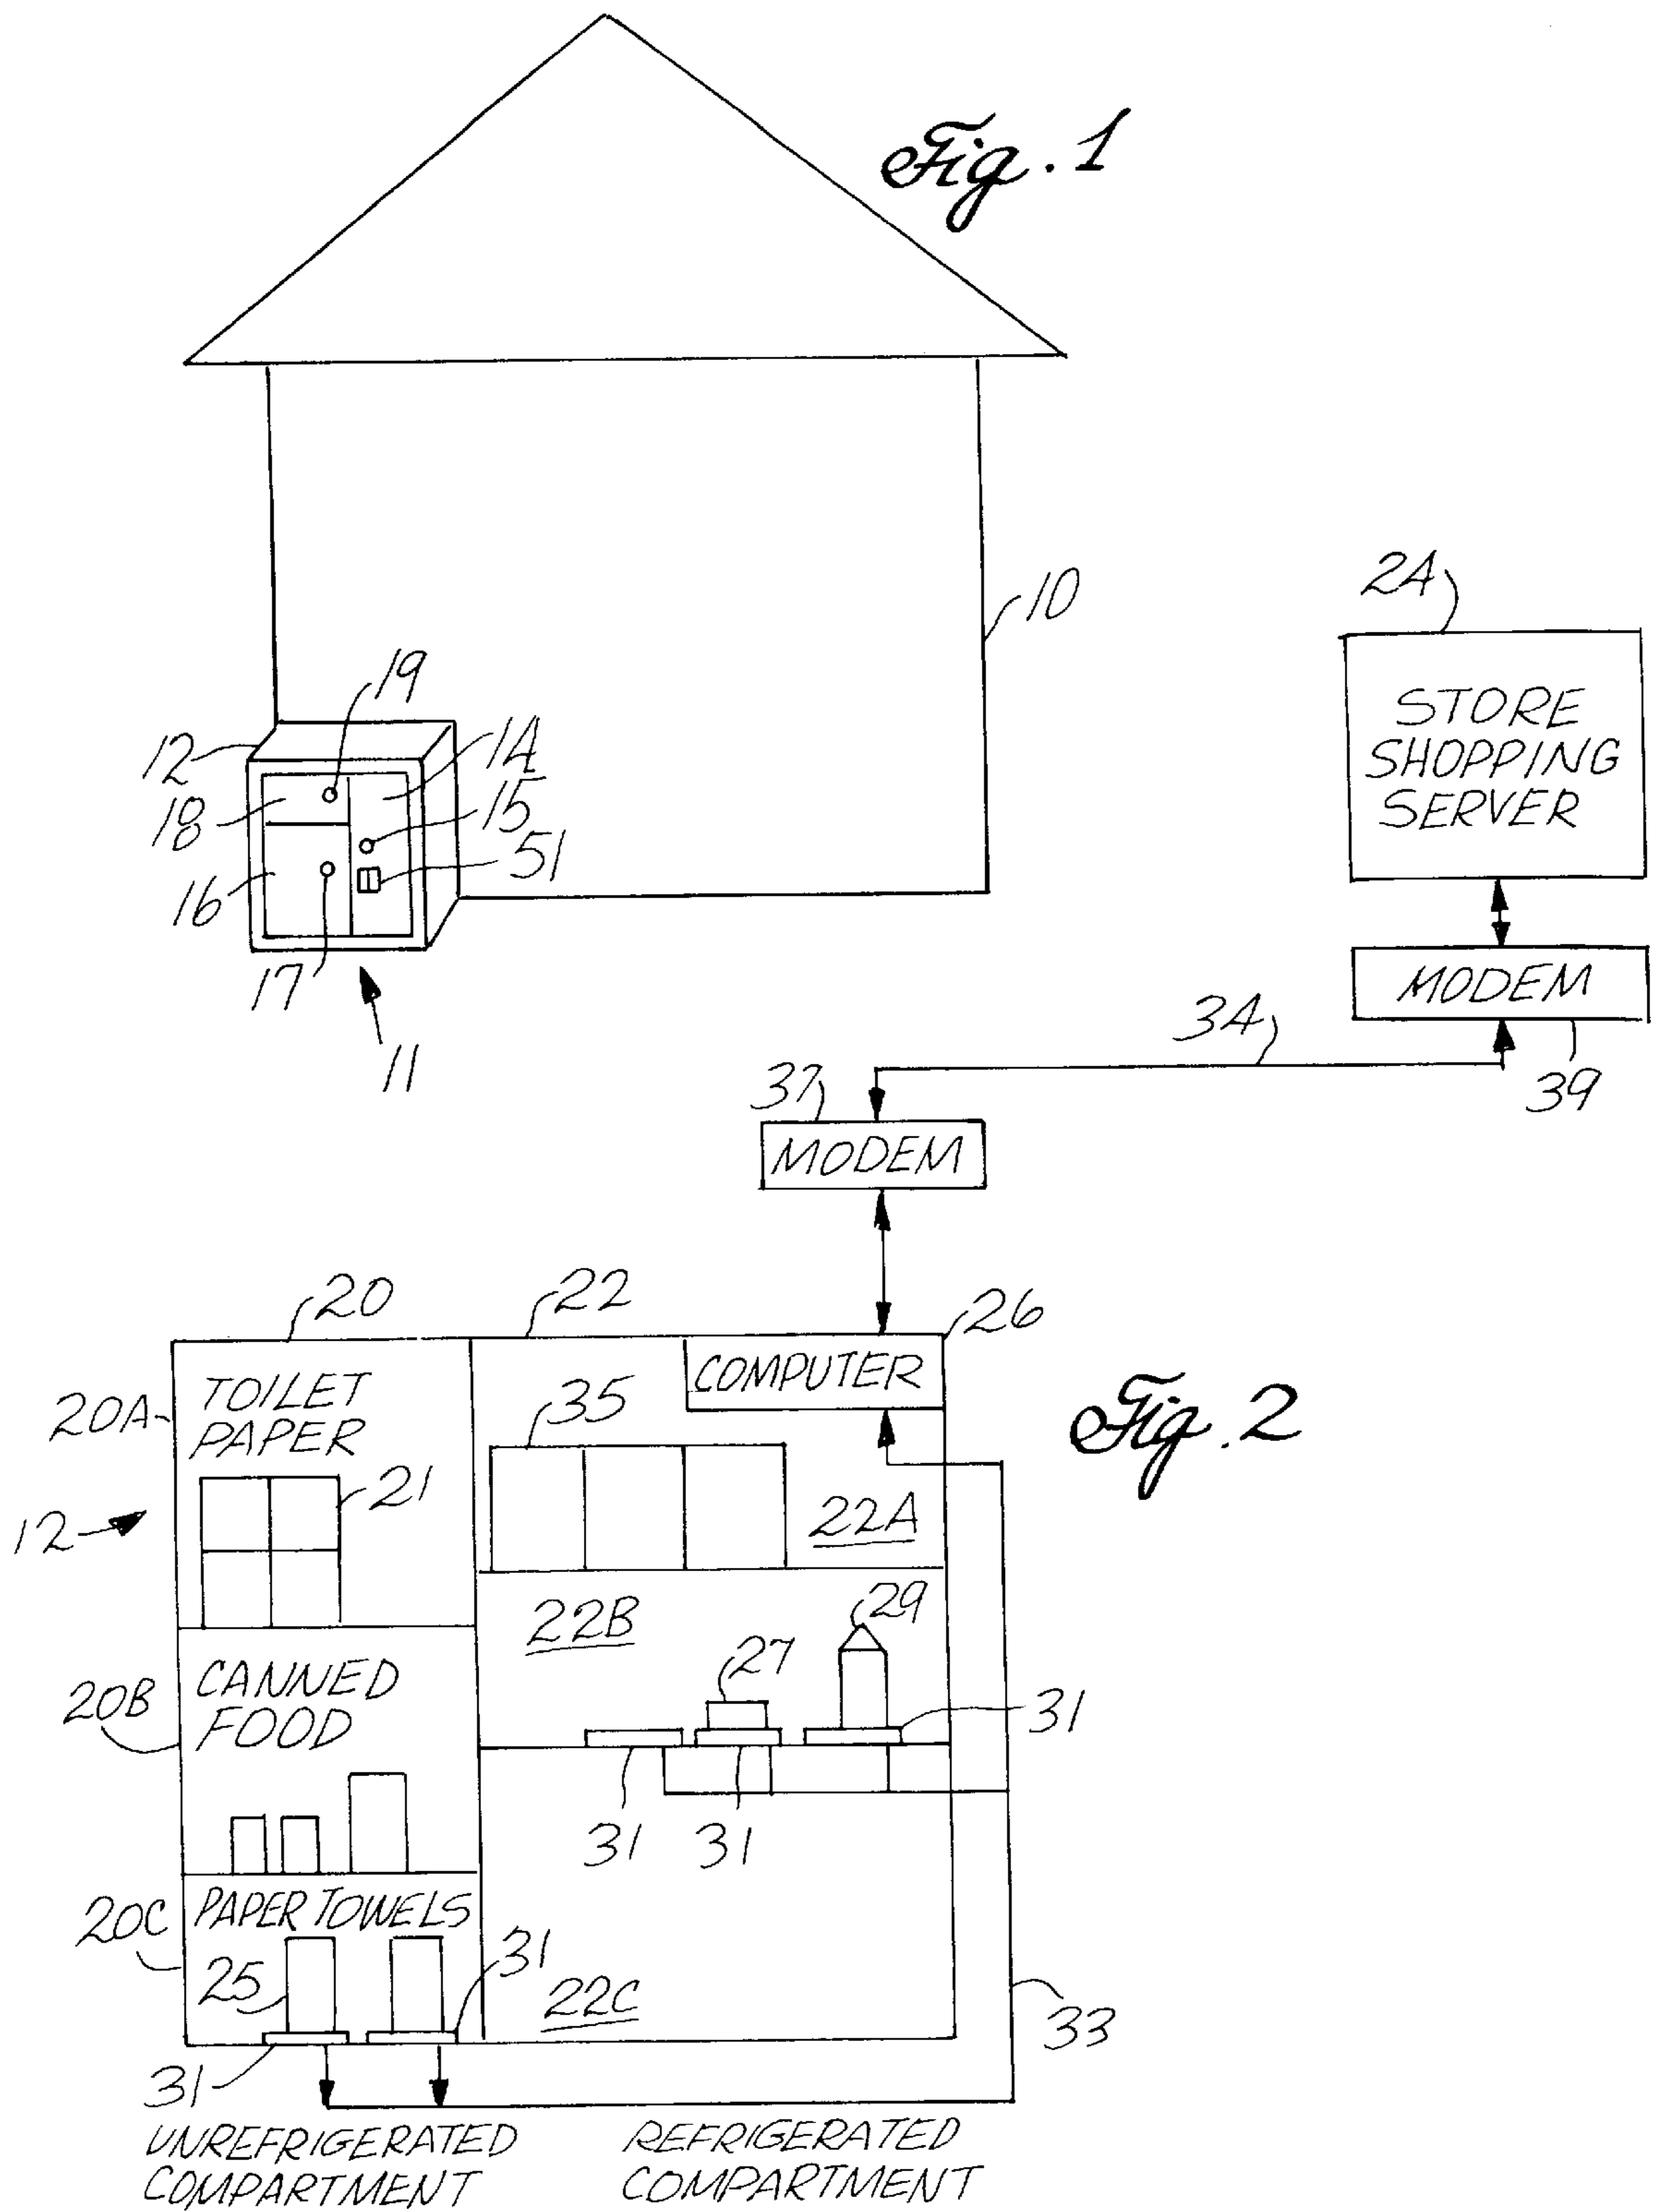 Fig. 1
10
19
12
14
18
15
51
16
17
11
24
STORE
SHOPPING
SERVER
MODEM
34
39
37
MODEM
20
22
26
COMPUTER
20A
TOILET
PAPER
35
Fig. 2
21
22A
12
22B
29
27
CANNED
FOOD
20B
31
31
31
PAPER TOWELS
20C
31
25
22C
33
31
UNREFRIGERATED
COMPARTMENT
REFRIGERATED
COMPARTMENT